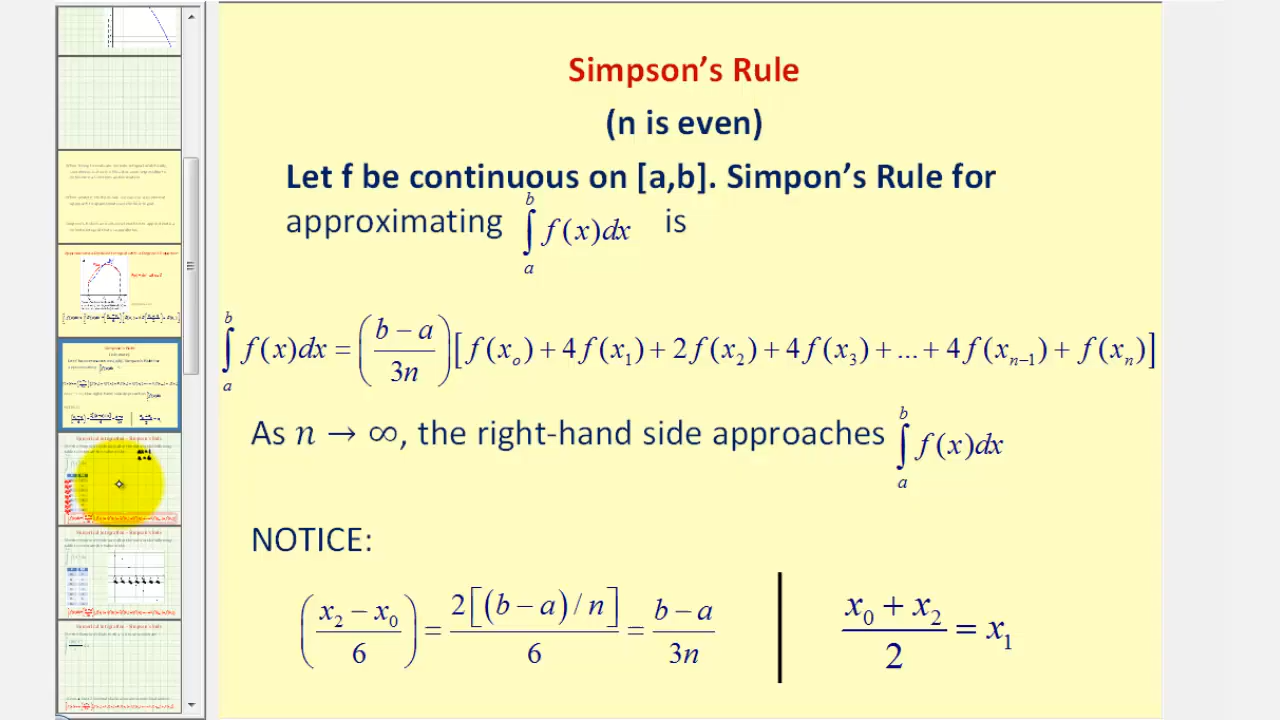 Simpson's Rule
(n is even)
Let f be continuous on [a,b]. Simpon's Rule for
approximating ∫_a^b f(x)dx is
∫_a^b f(x)dx = ((b − a)/3n) [f(x_o) + 4f(x_1) + 2f(x_2) + 4f(x_3) + ... + 4f(x_{n−1}) + f(x_n)]
As n → ∞, the right-hand side approaches ∫_a^b f(x)dx
NOTICE:
((x_2 − x_0)/6) = 2[(b − a)/n]/6 = (b − a)/3n
(x_0 + x_2)/2 = x_1